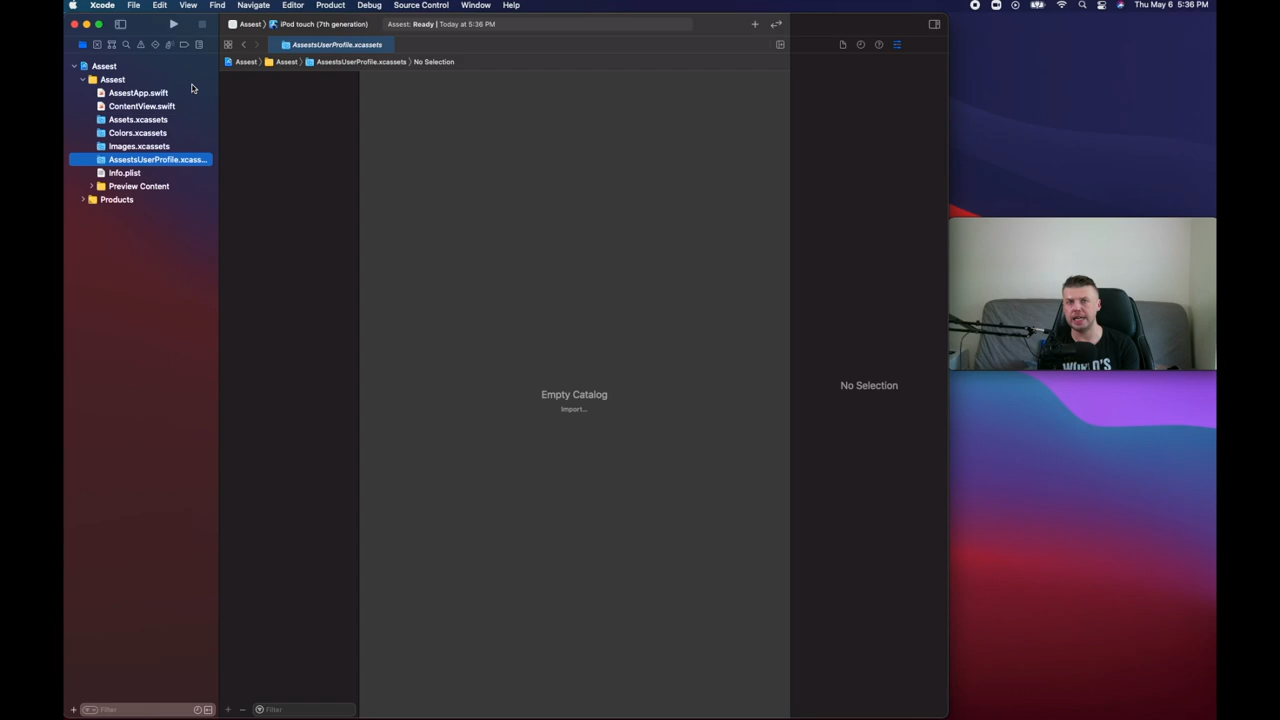 Xcode File Edit View Find Navigate Editor Product Debug Source Control Window Help Thu May 6 5:36 PM
Assest iPod touch (7th generation) Assest: Ready | Today at 5:36 PM
AssestsUserProfile.xcassets
Assest Assest AssestsUserProfile.xcassets No Selection
Assest
Assest
AssestApp.swift
ContentView.swift
Assets.xcassets
Colors.xcassets
Images.xcassets
AssestsUserProfile.xcass...
Info.plist
Preview Content
Products
Empty Catalog
Import...
No Selection
WORLD'S
Filter
Filter